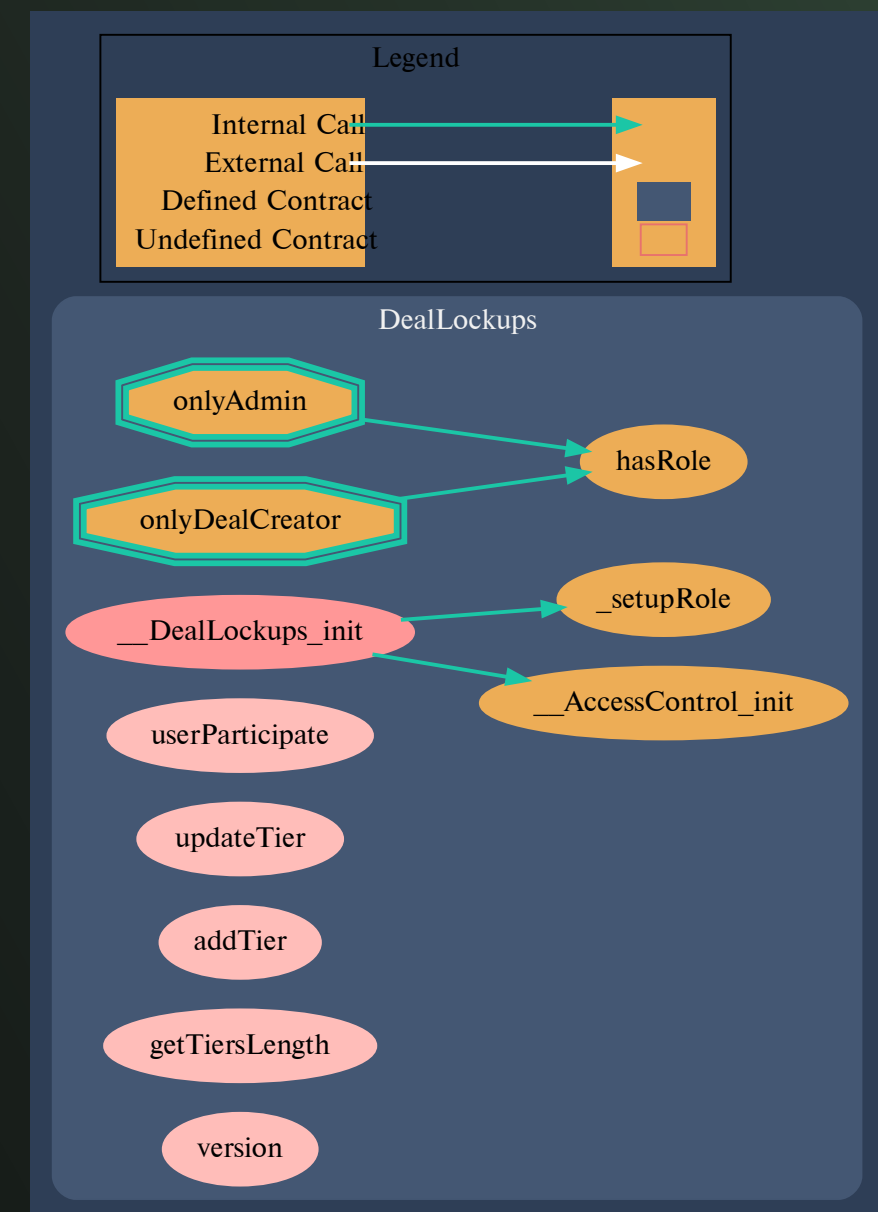 Legend
Internal Call
External Call
Defined Contract
Undefined Contract
DealLockups
onlyAdmin
hasRole
onlyDealCreator
_setupRole
__DealLockups_init
__AccessControl_init
userParticipate
updateTier
addTier
getTiersLength
version